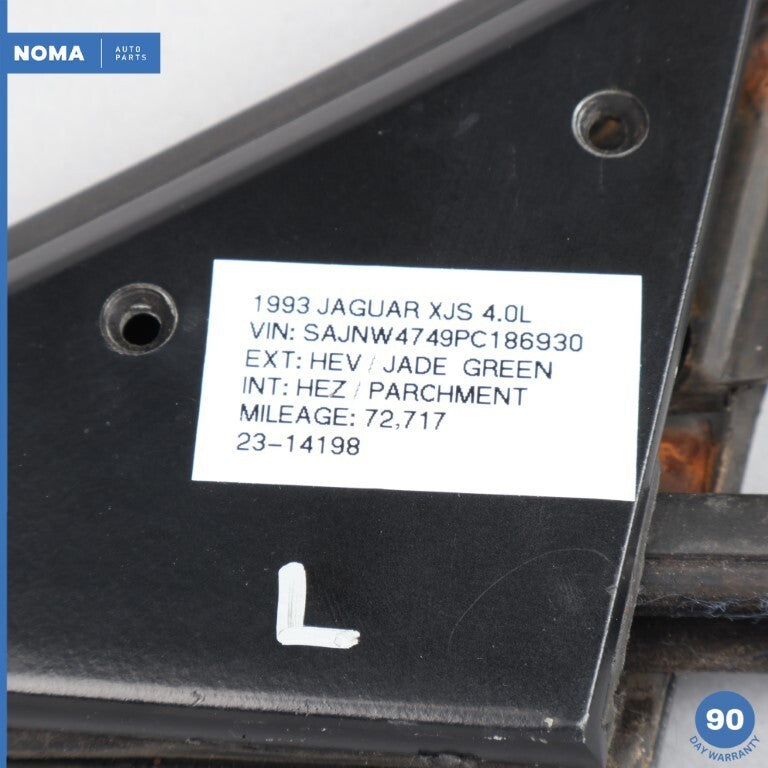 NOMA AUTO PARTS
1993 JAGUAR XJS 4.0L
VIN: SAJNW4749PC186930
EXT: HEV / JADE GREEN
INT: HEZ / PARCHMENT
MILEAGE: 72,717
23-14198
L
90
DAY WARRANTY